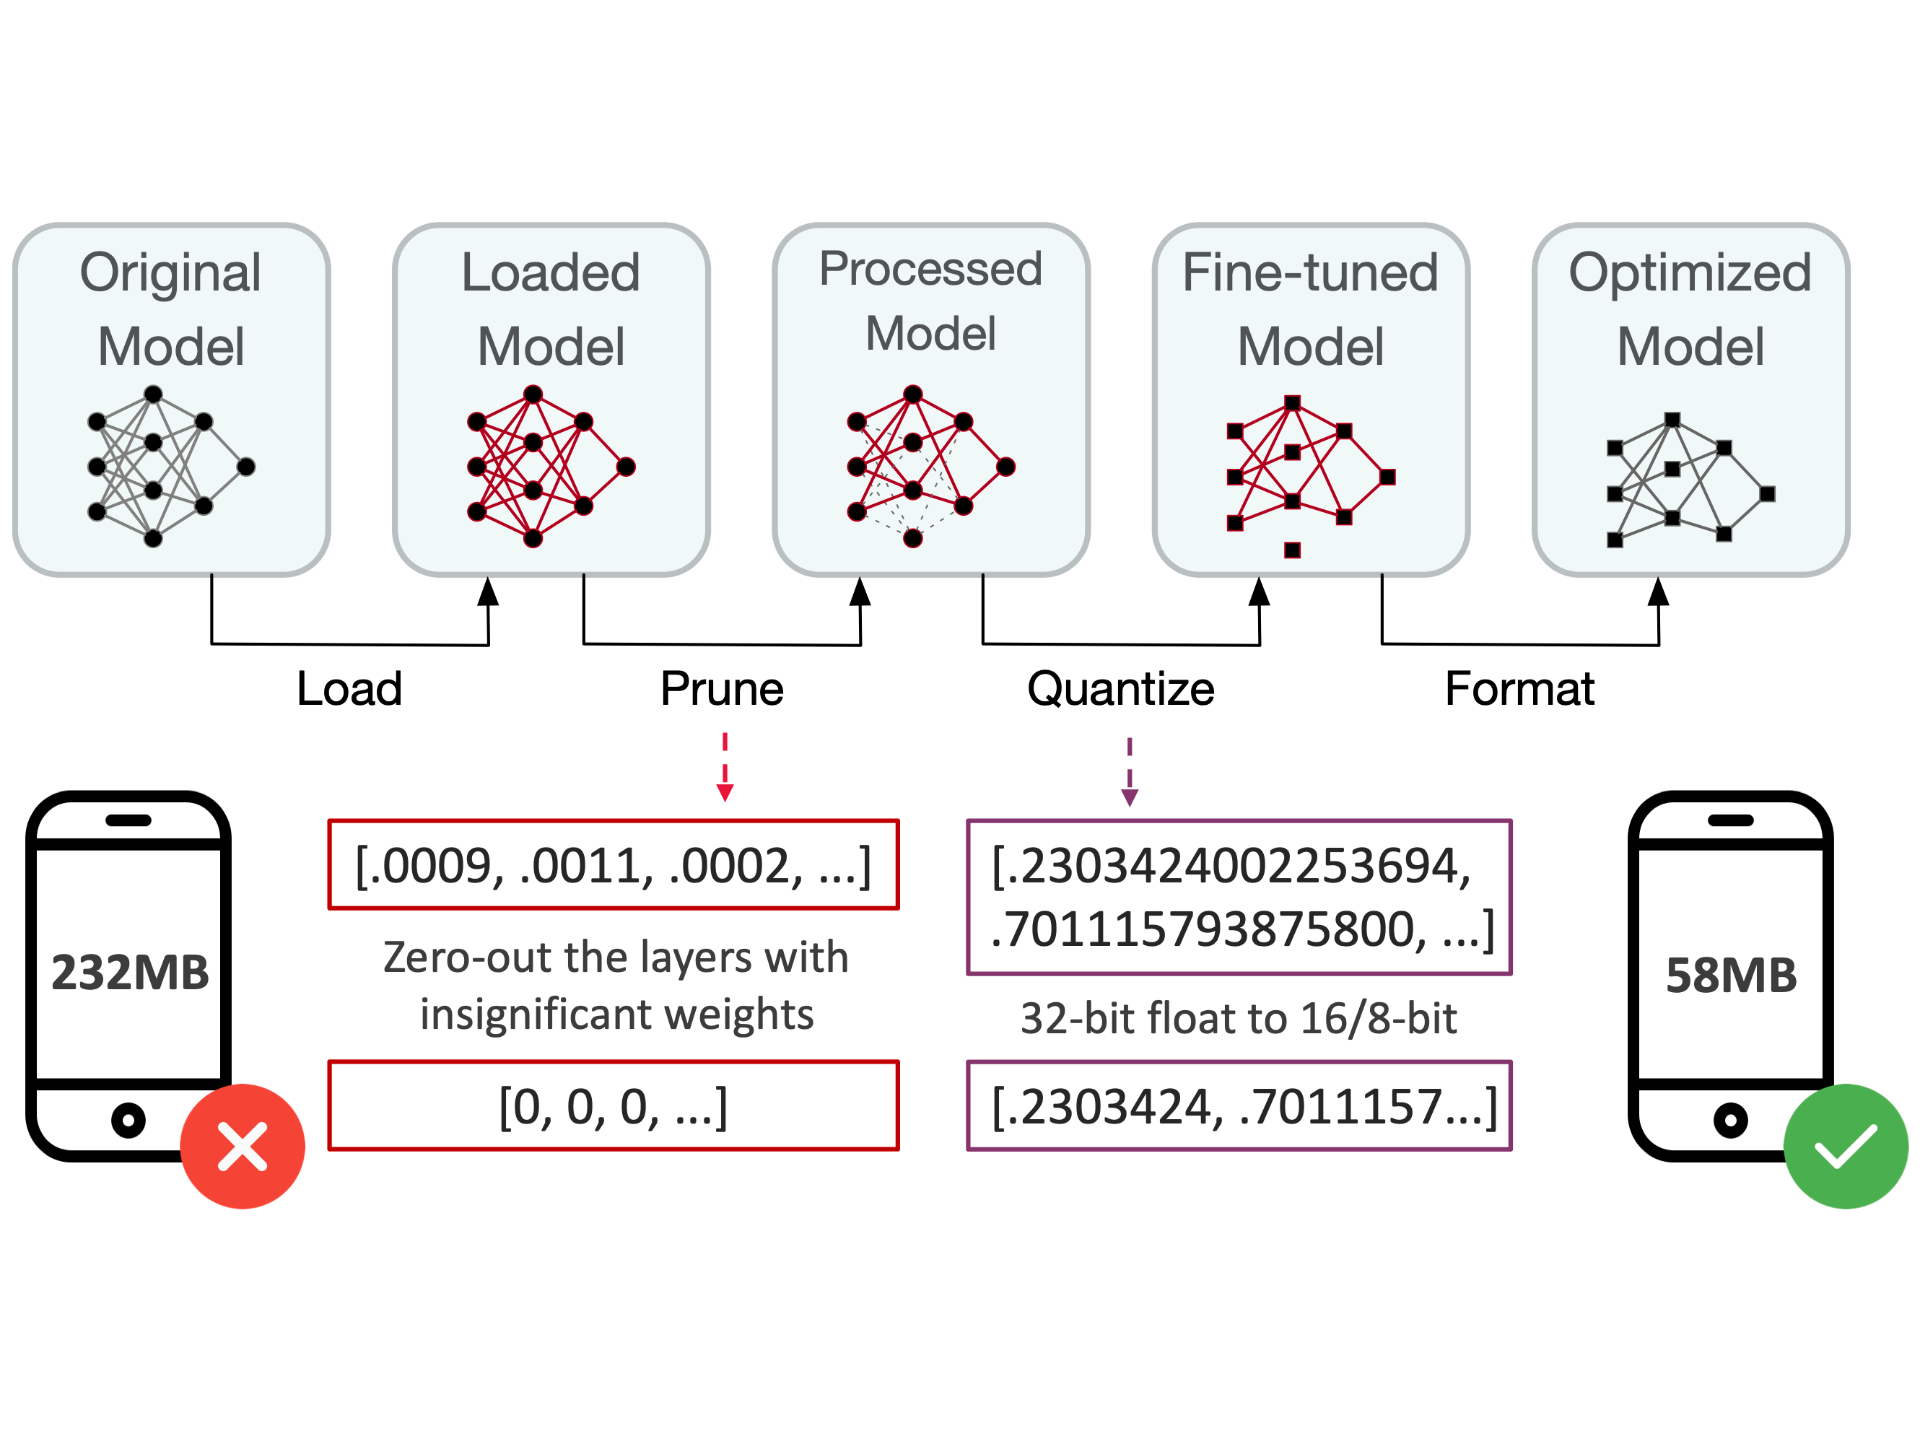 Original
Model
Loaded
Model
Processed
Model
Fine-tuned
Model
Optimized
Model
Load
Prune
Quantize
Format
232MB
[.0009, .0011, .0002, ...]
Zero-out the layers with
insignificant weights
[0, 0, 0, ...]
[.2303424002253694,
.701115793875800, ...]
32-bit float to 16/8-bit
[.2303424, .7011157...]
58MB